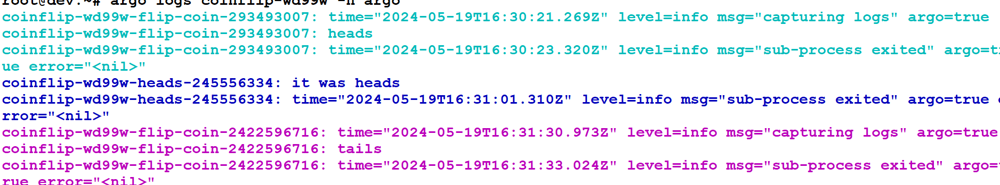 root@dev:~# argo logs coinflip-wd99w -n argo
coinflip-wd99w-flip-coin-293493007: time="2024-05-19T16:30:21.269Z" level=info msg="capturing logs" argo=true
coinflip-wd99w-flip-coin-293493007: heads
coinflip-wd99w-flip-coin-293493007: time="2024-05-19T16:30:23.320Z" level=info msg="sub-process exited" argo=tr
ue error="<nil>"
coinflip-wd99w-heads-245556334: it was heads
coinflip-wd99w-heads-245556334: time="2024-05-19T16:31:01.310Z" level=info msg="sub-process exited" argo=true e
rror="<nil>"
coinflip-wd99w-flip-coin-2422596716: time="2024-05-19T16:31:30.973Z" level=info msg="capturing logs" argo=true
coinflip-wd99w-flip-coin-2422596716: tails
coinflip-wd99w-flip-coin-2422596716: time="2024-05-19T16:31:33.024Z" level=info msg="sub-process exited" argo=t
rue error="<nil>"